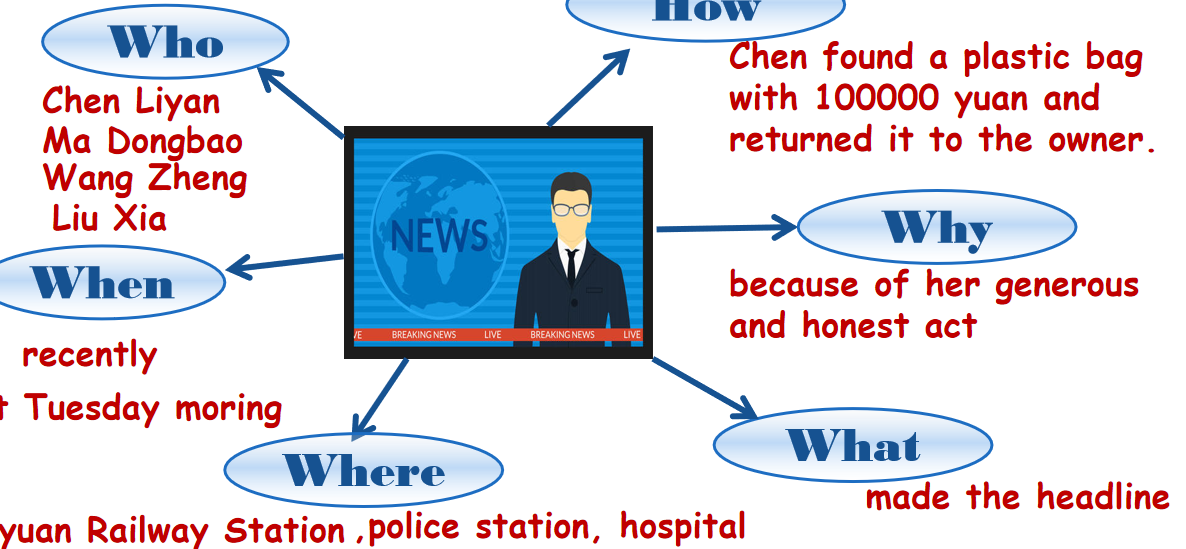 Who
How
Chen Liyan
Ma Dongbao
Wang Zheng
Liu Xia
Chen found a plastic bag
with 100000 yuan and
returned it to the owner.
NEWS
BREAKING NEWS LIVE BREAKING NEWS LIVE
Why
because of her generous
and honest act
When
recently
Tuesday moring
Where
Railway Station ,police station, hospital
What
made the headline